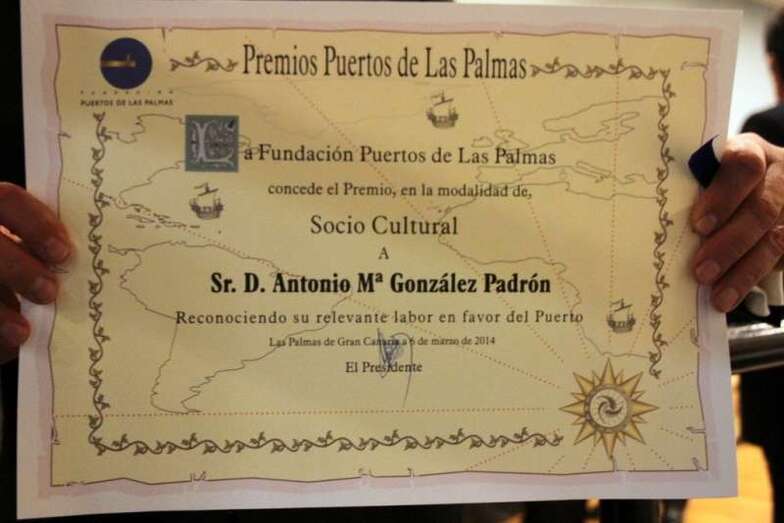 Premios Puertos de Las Palmas
FUNDACIÓN
PUERTOS DE LAS PALMAS
La Fundación Puertos de Las Palmas
concede el Premio, en la modalidad de,
Socio Cultural
A
Sr. D. Antonio Mª González Padrón
Reconociendo su relevante labor en favor del Puerto
Las Palmas de Gran Canaria a 6 de marzo de 2014
El Presidente